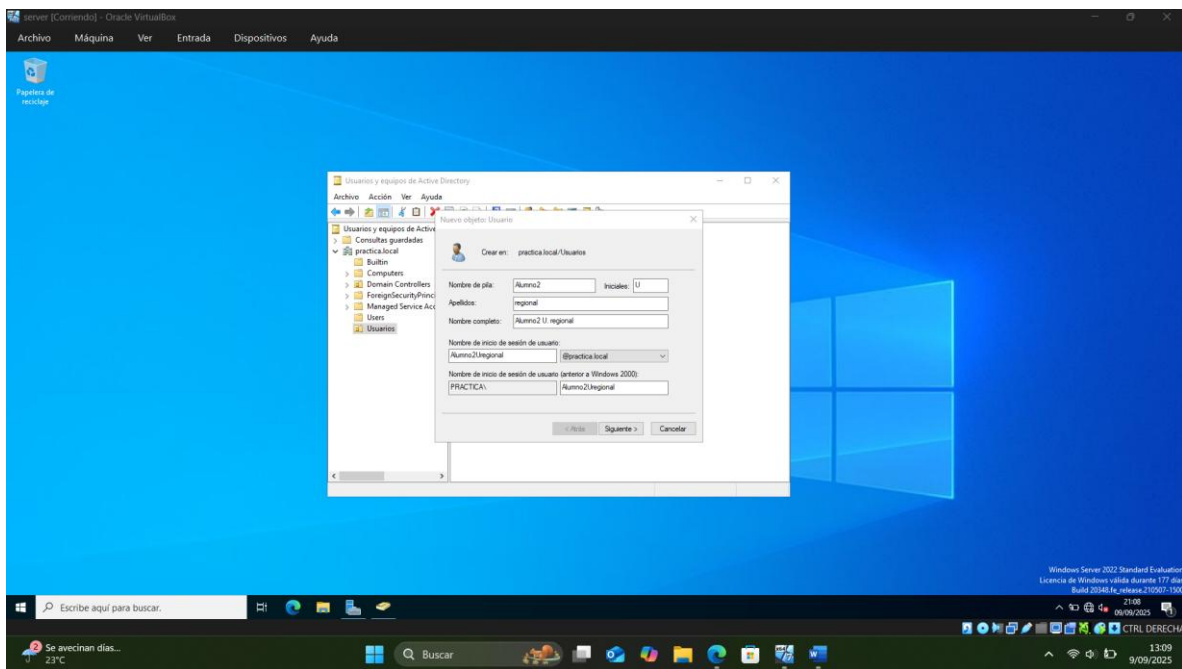 server [Corriendo] - Oracle VirtualBox
Archivo Máquina Ver Entrada Dispositivos Ayuda
Papelera de
reciclaje
Usuarios y equipos de Active Directory
Archivo Acción Ver Ayuda
Nuevo objeto: Usuario
Usuarios y equipos de Active
Consultas guardadas
practica.local
Builtin
Computers
Domain Controllers
ForeignSecurityPrinci
Managed Service Acc
Users
Usuarios
Crear en: practica.local/Usuarios
Nombre de pila: Alumno2 Iniciales: U
Apellidos: regional
Nombre completo: Alumno2 U. regional
Nombre de inicio de sesión de usuario:
Alumno2Uregional @practica.local
Nombre de inicio de sesión de usuario (anterior a Windows 2000):
PRACTICA\ Alumno2Uregional
< Atrás Siguiente > Cancelar
Windows Server 2022 Standard Evaluation
Licencia de Windows válida durante 177 días
Build 20348.fe_release.210507-1500
Escribe aquí para buscar.
21:08
09/09/2025
CTRL DERECHA
2
Se avecinan días...
23°C
Buscar
13:09
9/09/2025